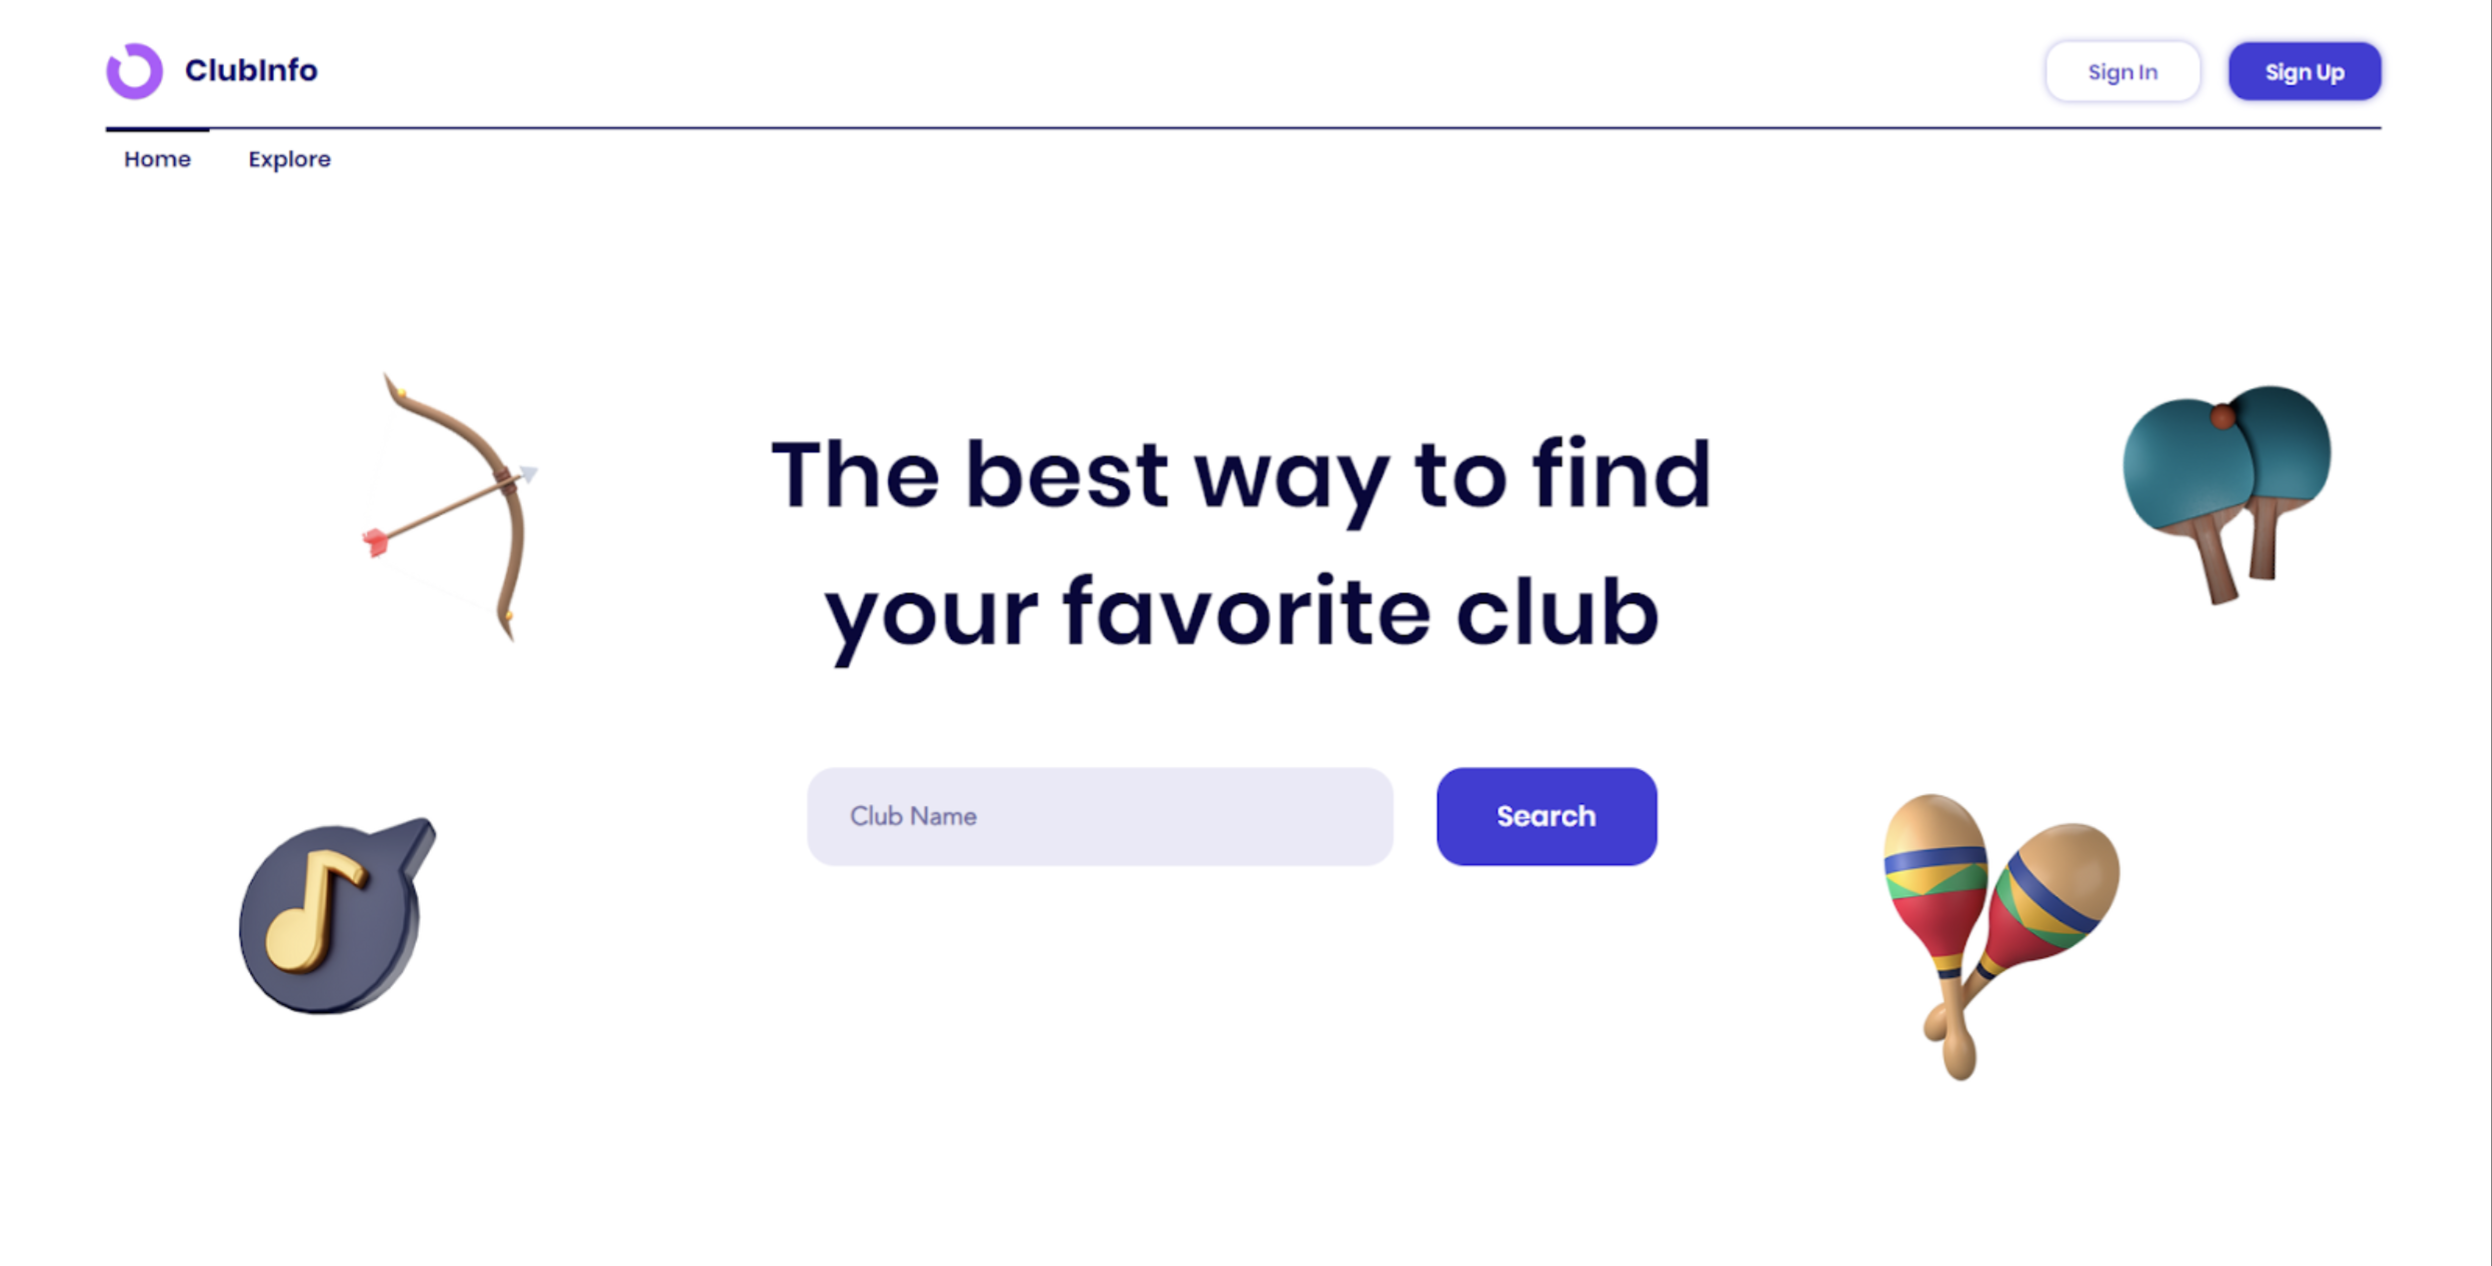 ClubInfo
Sign In
Sign Up
Home
Explore
The best way to find
your favorite club
Club Name
Search